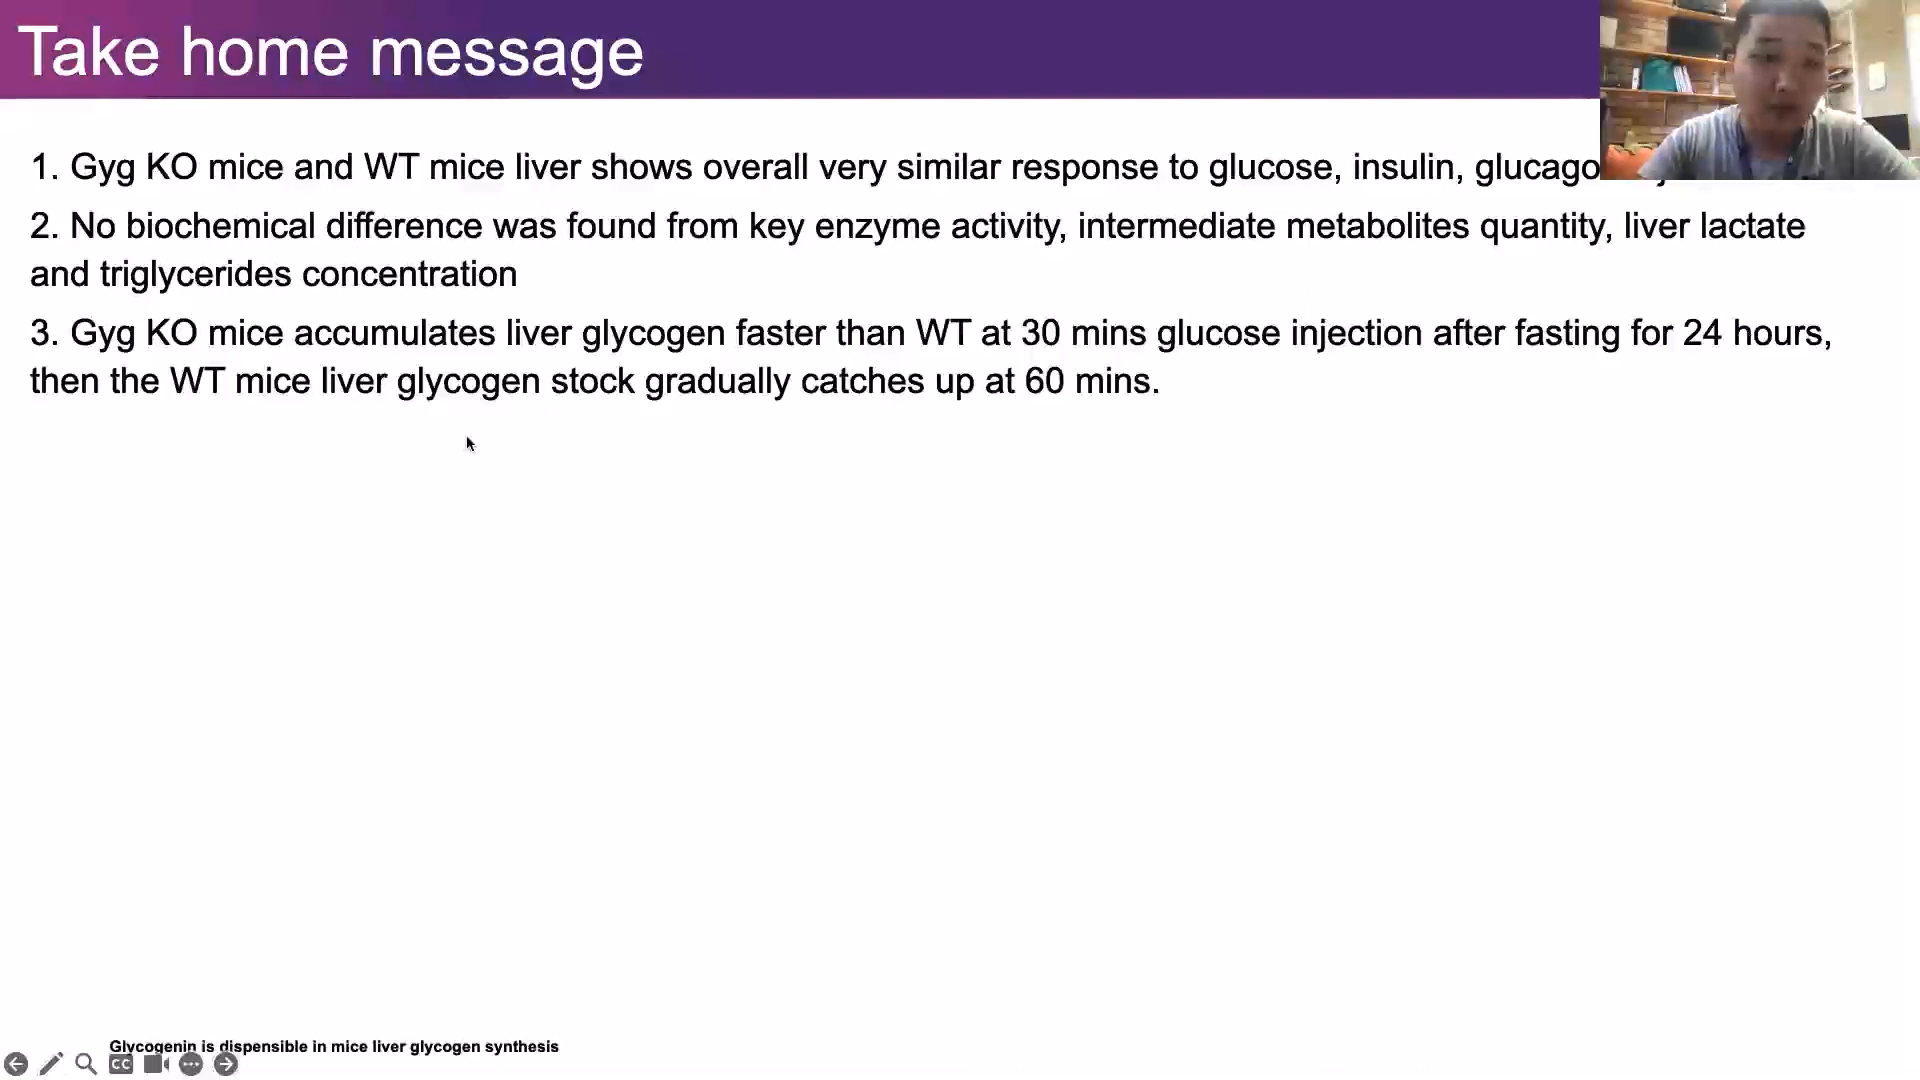 Take home message
1. Gyg KO mice and WT mice liver shows overall very similar response to glucose, insulin,
2. No biochemical difference was found from key enzyme activity, intermediate metabolites quantity, liver lactate
and triglycerides concentration
3. Gyg KO mice accumulates liver glycogen faster than WT at 30 mins glucose injection after fasting for 24 hours,
then the WT mice liver glycogen stock gradually catches up at 60 mins.
Glycogenin is dispensible in mice liver glycogen synthesis
CC